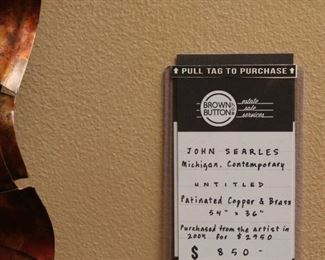 ↑ PULL TAG TO PURCHASE ↑
BROWN
BUTTON
estate
sale
services
JOHN SEARLES
Michigan, Contemporary
UNTITLED
Patinated Copper & Brass
54" x 36"
Purchased from the artist in
2004 for $2950
$ 850-